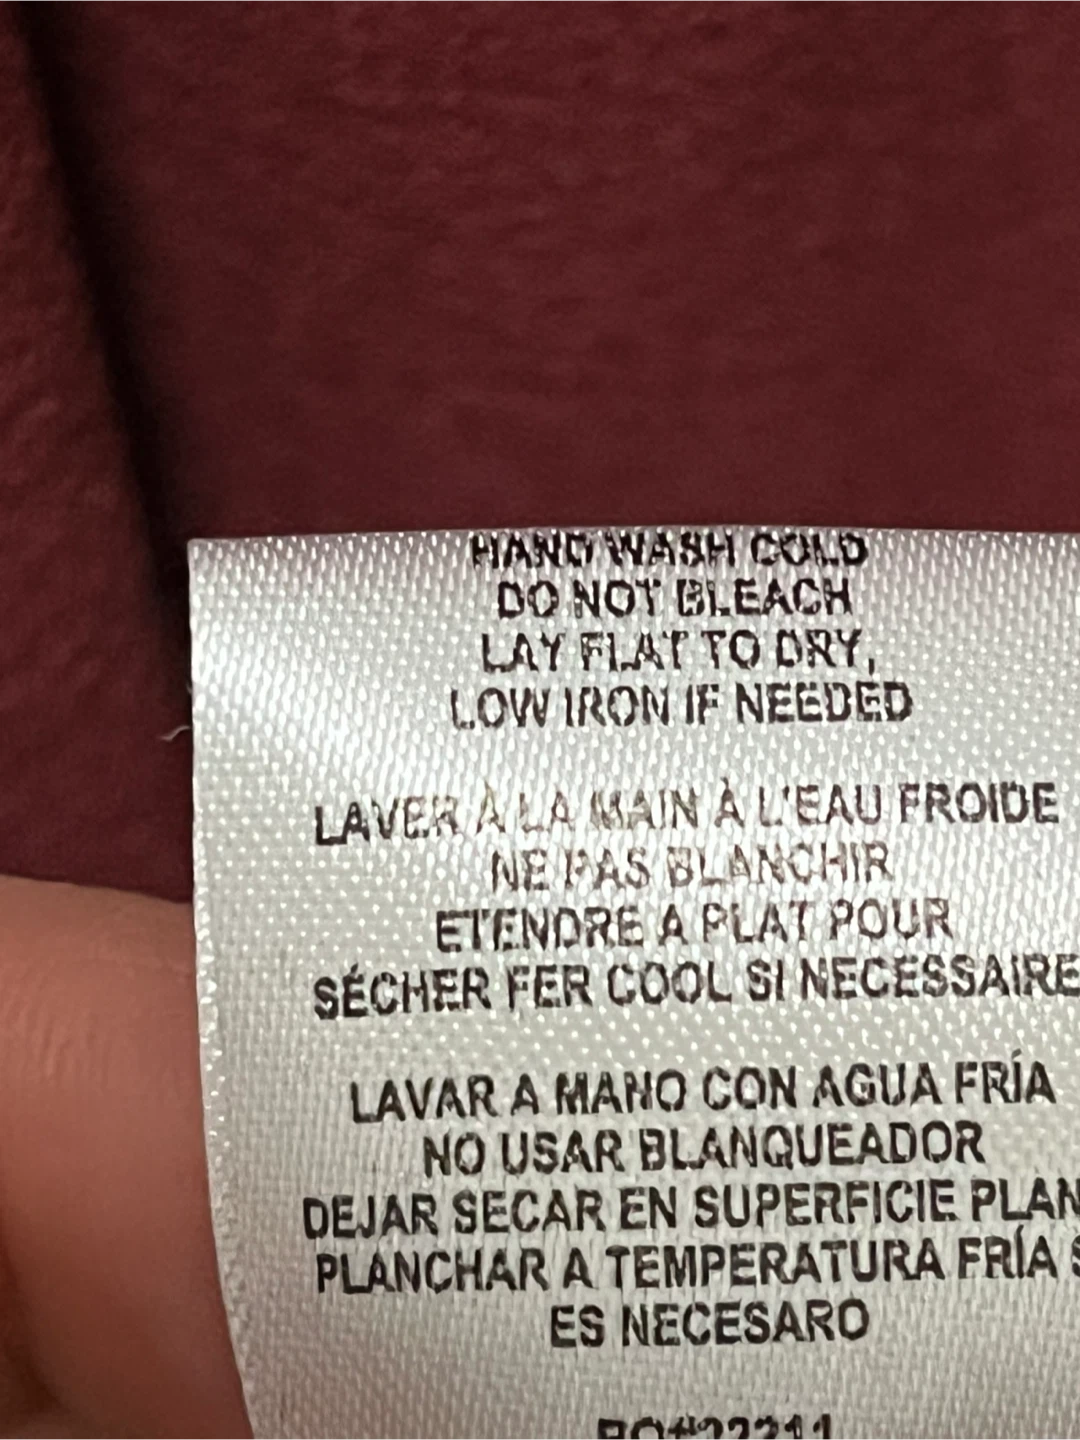 HAND WASH COLD
DO NOT BLEACH
LAY FLAT TO DRY,
LOW IRON IF NEEDED
LAVER À LA MAIN À L'EAU FROIDE
NE PAS BLANCHIR
ETENDRE A PLAT POUR
SÉCHER FER COOL SI NECESSAIRE
LAVAR A MANO CON AGUA FRÍA
NO USAR BLANQUEADOR
DEJAR SECAR EN SUPERFICIE PLAN
PLANCHAR A TEMPERATURA FRÍA S
ES NECESARO